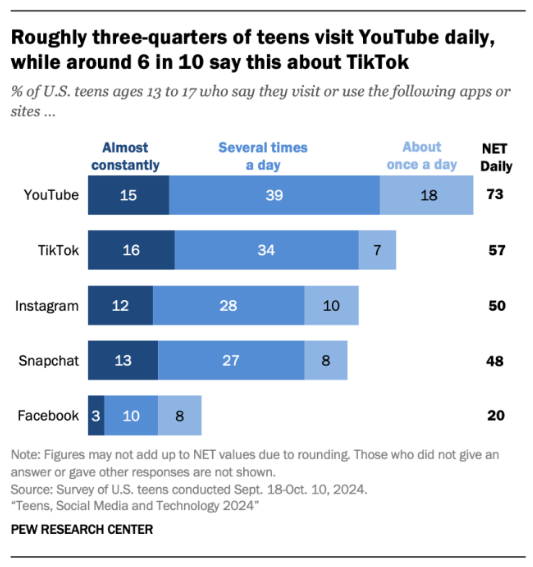 Roughly three-quarters of teens visit YouTube daily,
while around 6 in 10 say this about TikTok
% of U.S. teens ages 13 to 17 who say they visit or use the following apps or
sites ...
Almost constantly
Several times a day
About once a day
NET Daily
YouTube 15 39 18 73
TikTok 16 34 7 57
Instagram 12 28 10 50
Snapchat 13 27 8 48
Facebook 3 10 8 20
Note: Figures may not add up to NET values due to rounding. Those who did not give an
answer or gave other responses are not shown.
Source: Survey of U.S. teens conducted Sept. 18-Oct. 10, 2024.
“Teens, Social Media and Technology 2024”
PEW RESEARCH CENTER